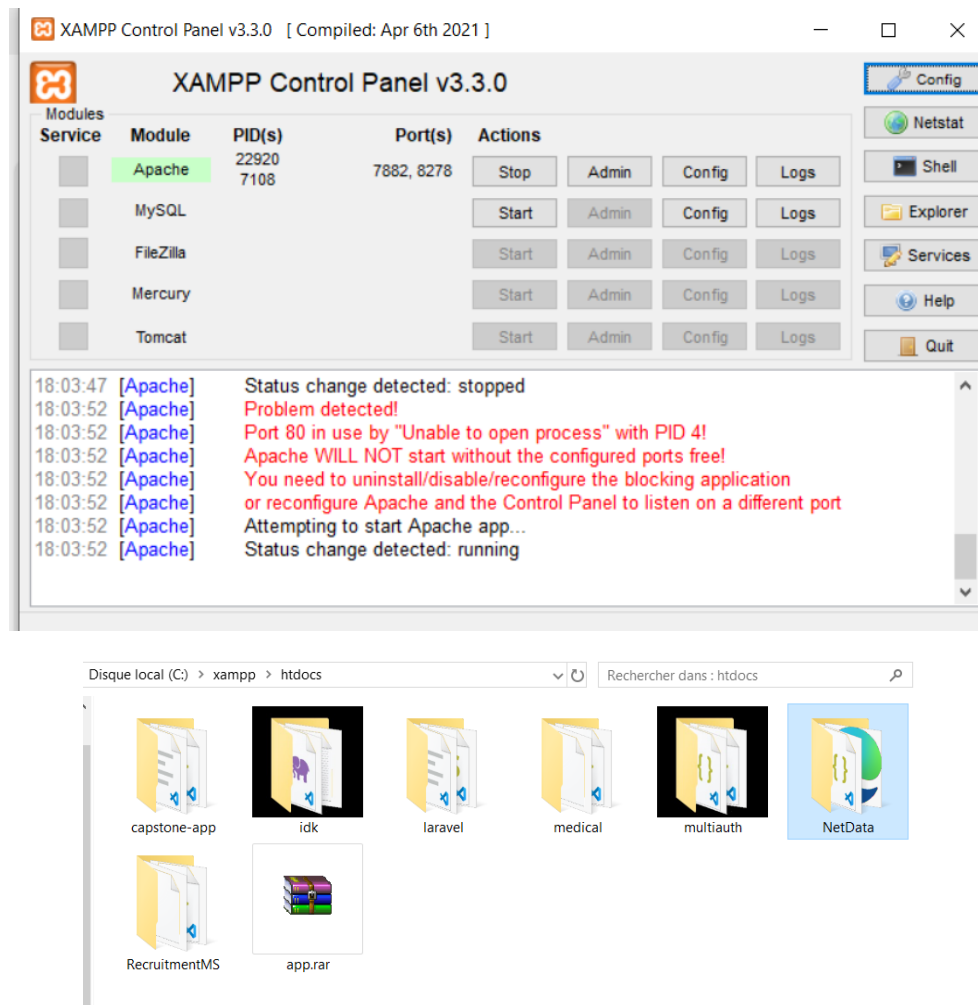 XAMPP Control Panel v3.3.0 [ Compiled: Apr 6th 2021 ]
XAMPP Control Panel v3.3.0
Config
Modules
Service Module PID(s) Port(s) Actions
Netstat
Apache 22920 7108 7882, 8278 Stop Admin Config Logs
Shell
MySQL Start Admin Config Logs
Explorer
FileZilla Start Admin Config Logs
Services
Mercury Start Admin Config Logs
Help
Tomcat Start Admin Config Logs
Quit
18:03:47 [Apache] Status change detected: stopped
18:03:52 [Apache] Problem detected!
18:03:52 [Apache] Port 80 in use by "Unable to open process" with PID 4!
18:03:52 [Apache] Apache WILL NOT start without the configured ports free!
18:03:52 [Apache] You need to uninstall/disable/reconfigure the blocking application
18:03:52 [Apache] or reconfigure Apache and the Control Panel to listen on a different port
18:03:52 [Apache] Attempting to start Apache app...
18:03:52 [Apache] Status change detected: running
Disque local (C:) > xampp > htdocs Rechercher dans : htdocs
capstone-app idk laravel medical multiauth NetData
RecruitmentMS app.rar